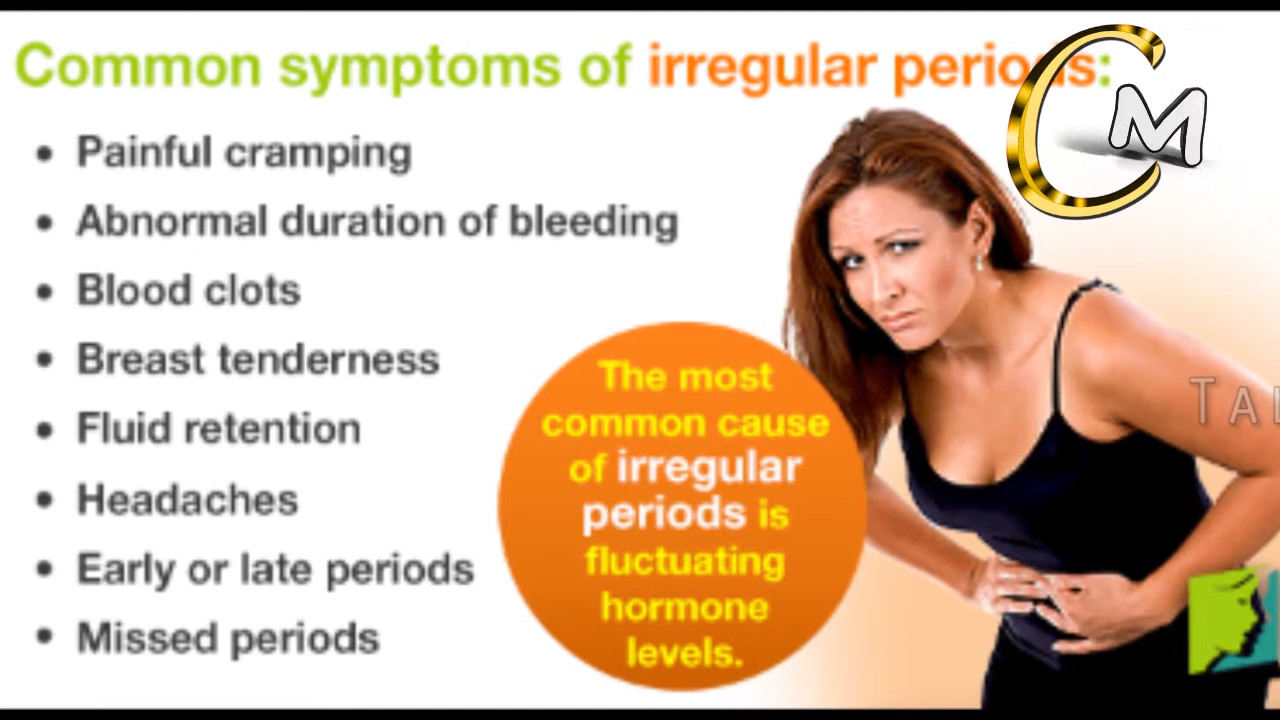 Common symptoms of irregular periods:
CM
• Painful cramping
• Abnormal duration of bleeding
• Blood clots
• Breast tenderness
• Fluid retention
• Headaches
• Early or late periods
• Missed periods
The most
common cause
of irregular
periods is
fluctuating
hormone
levels.